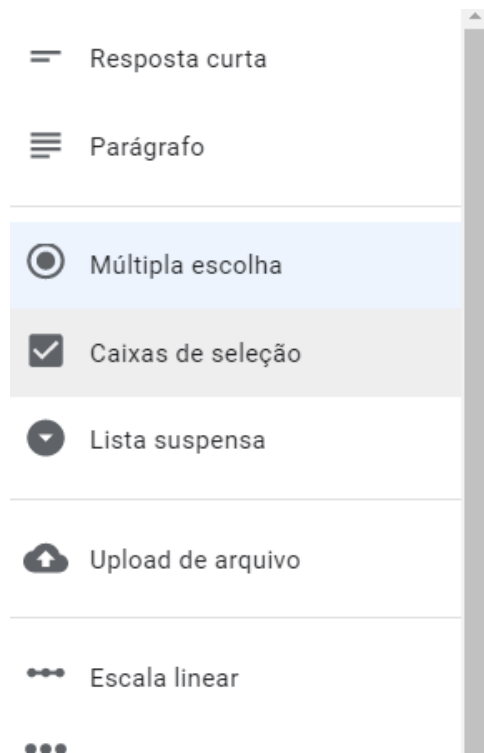 Resposta curta
Parágrafo
Múltipla escolha
Caixas de seleção
Lista suspensa
Upload de arquivo
Escala linear